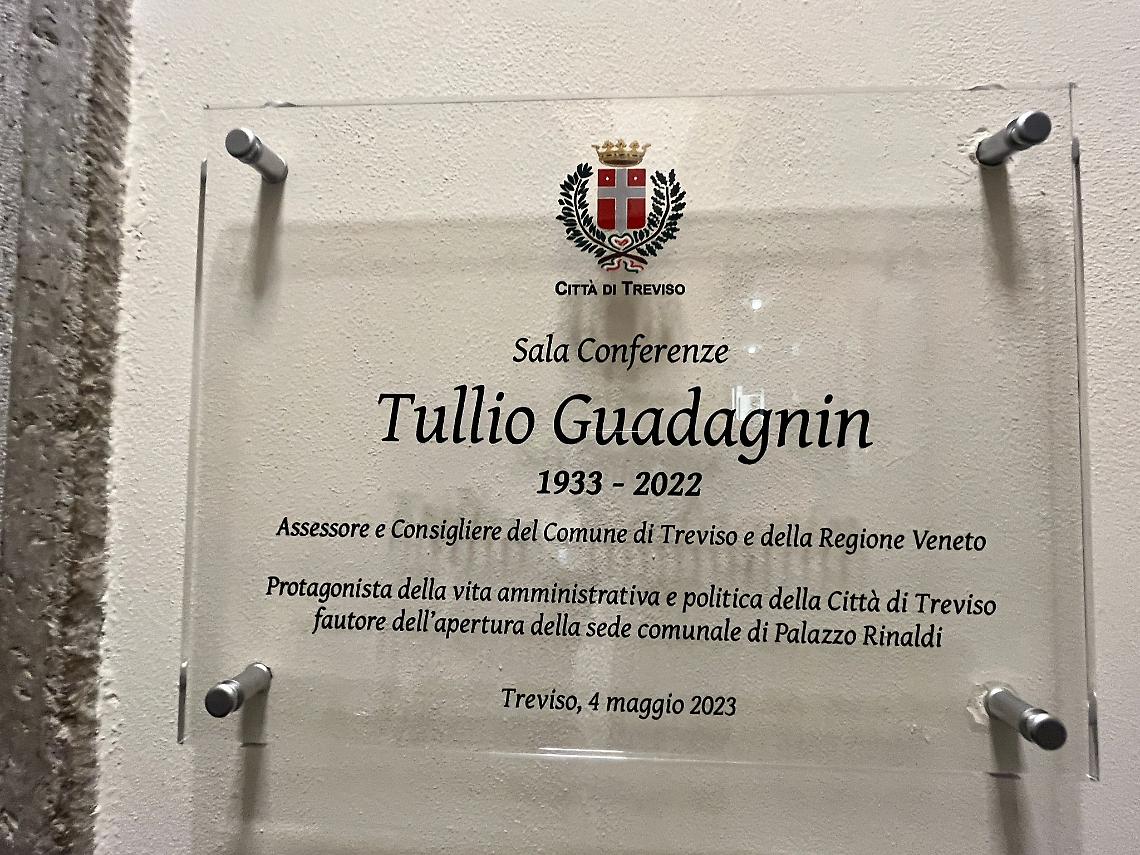 CITTÀ DI TREVISO
Sala Conferenze
Tullio Guadagnin
1933 - 2022
Assessore e Consigliere del Comune di Treviso e della Regione Veneto
Protagonista della vita amministrativa e politica della Città di Treviso
fautore dell'apertura della sede comunale di Palazzo Rinaldi
Treviso, 4 maggio 2023